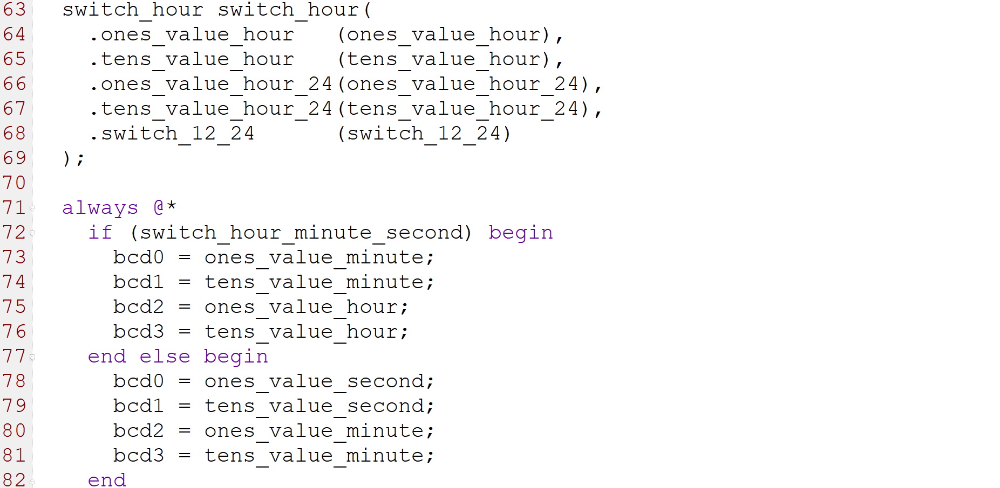 63 switch_hour switch_hour(
64 .ones_value_hour (ones_value_hour),
65 .tens_value_hour (tens_value_hour),
66 .ones_value_hour_24(ones_value_hour_24),
67 .tens_value_hour_24(tens_value_hour_24),
68 .switch_12_24 (switch_12_24)
69 );
70
71 always @*
72 if (switch_hour_minute_second) begin
73 bcd0 = ones_value_minute;
74 bcd1 = tens_value_minute;
75 bcd2 = ones_value_hour;
76 bcd3 = tens_value_hour;
77 end else begin
78 bcd0 = ones_value_second;
79 bcd1 = tens_value_second;
80 bcd2 = ones_value_minute;
81 bcd3 = tens_value_minute;
82 end